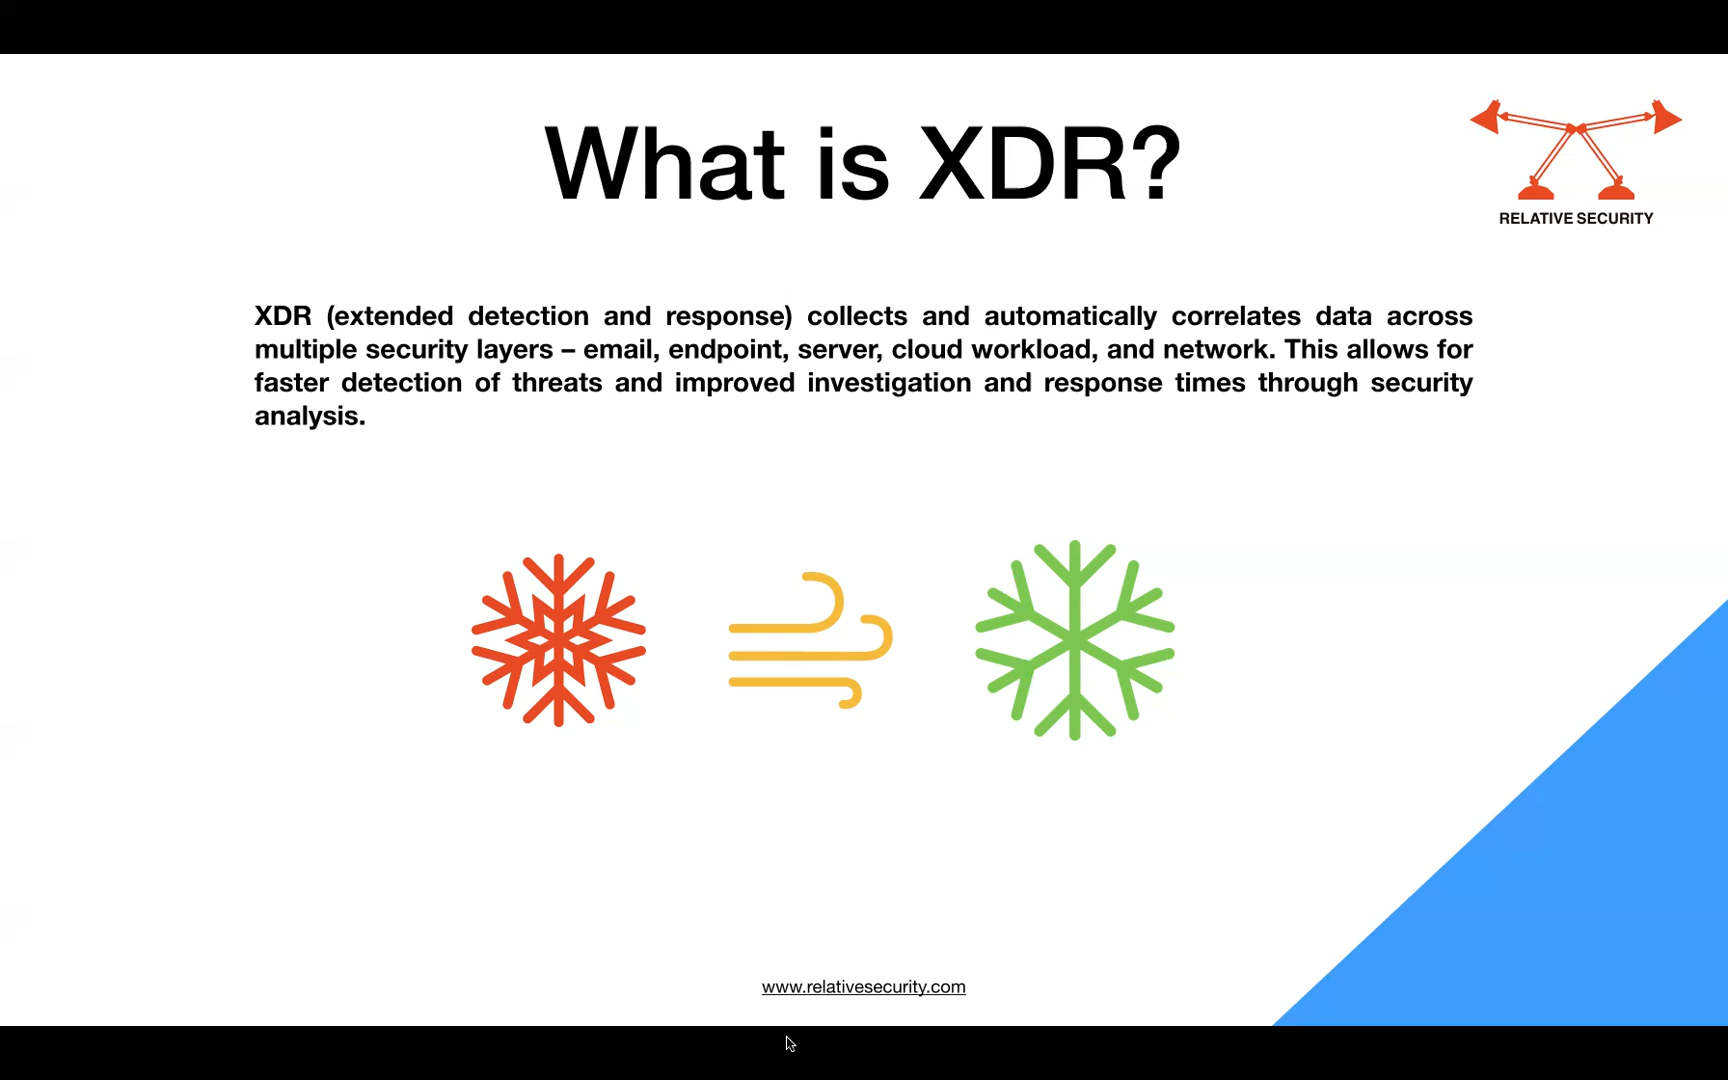 What is XDR?
RELATIVE SECURITY
XDR (extended detection and response) collects and automatically correlates data across
multiple security layers – email, endpoint, server, cloud workload, and network. This allows for
faster detection of threats and improved investigation and response times through security
analysis.
www.relativesecurity.com